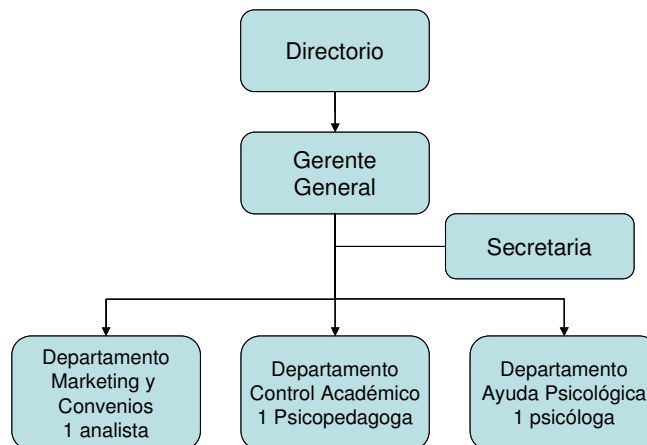 Directorio
Gerente
General
Secretaria
Departamento
Marketing y
Convenios
1 analista
Departamento
Control Académico
1 Psicopedagoga
Departamento
Ayuda Psicológica
1 psicóloga